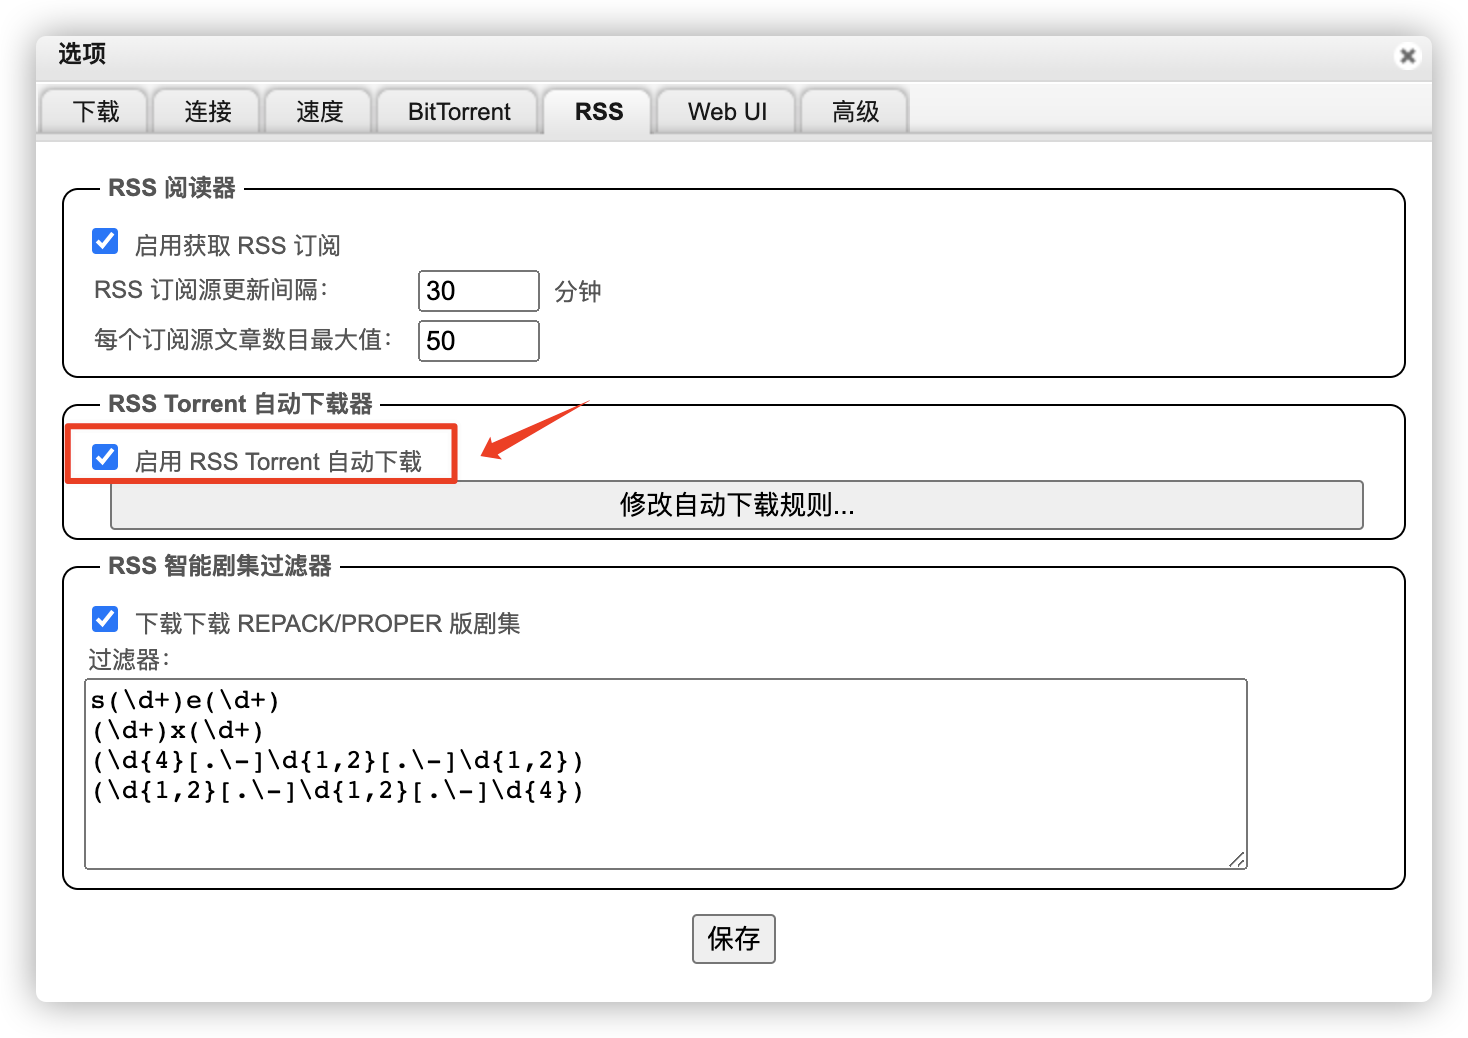 选项
下载 连接 速度 BitTorrent RSS Web UI 高级
RSS 阅读器
启用获取 RSS 订阅
RSS 订阅源更新间隔: 30 分钟
每个订阅源文章数目最大值: 50
RSS Torrent 自动下载器
启用 RSS Torrent 自动下载
修改自动下载规则...
RSS 智能剧集过滤器
下载下载 REPACK/PROPER 版剧集
过滤器:
s(\d+)e(\d+)
(\d+)x(\d+)
(\d{4}[.\-]\d{1,2}[.\-]\d{1,2})
(\d{1,2}[.\-]\d{1,2}[.\-]\d{4})
保存